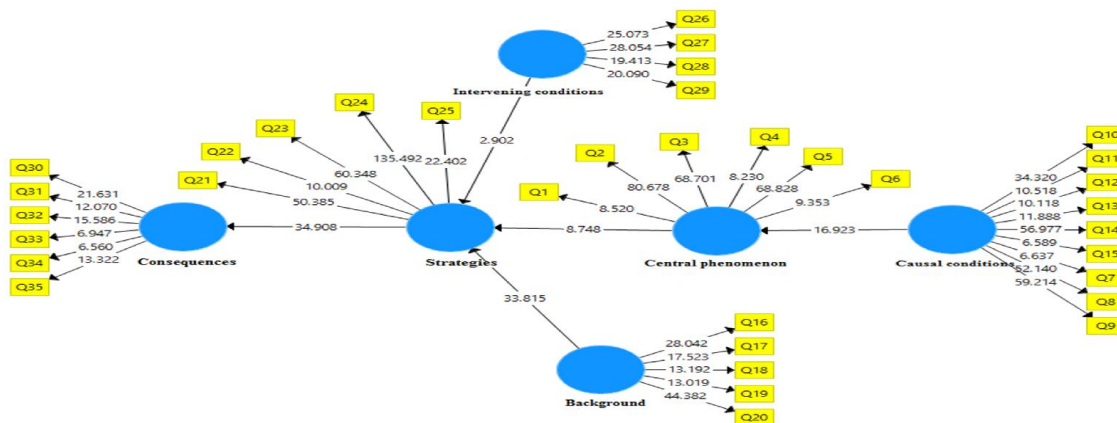 Q26
25.073
Q27
28.054
Q28
19.413
Q29
20.090
Intervening conditions
2.902
Q24
135.492
Q25
22.402
Q23
60.348
Q22
10.009
Q21
50.385
Q30
21.631
Q31
12.070
Q32
15.586
Q33
6.947
Q34
6.560
Q35
13.322
Consequences
34.908
Strategies
8.748
Q1
8.520
Q2
80.678
Q3
68.701
Q4
8.230
Q5
68.828
Q6
9.353
Central phenomenon
16.923
Causal conditions
Q10
34.320
Q11
10.518
Q12
10.118
Q13
11.888
Q14
56.977
Q15
6.589
Q7
6.637
Q8
52.140
Q9
59.214
33.815
Background
Q16
28.042
Q17
17.523
Q18
13.192
Q19
13.019
Q20
44.382